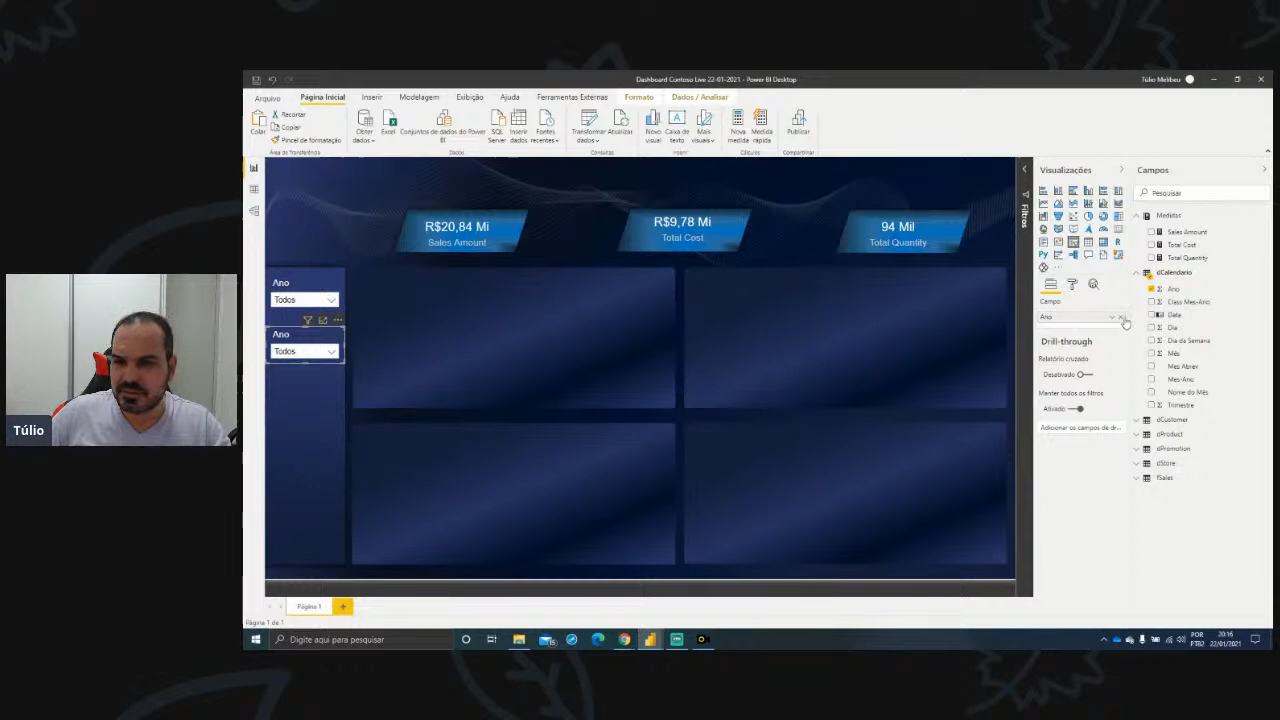 Dashboard Contoso Live 22-01-2021 - Power BI Desktop
Túlio Melibeu
Arquivo
Página Inicial
Inserir
Modelagem
Exibição
Ajuda
Ferramentas Externas
Formato
Dados / Analisar
Colar
Recortar
Copiar
Pincel de formatação
Área de Transferência
Obter dados
Excel
Conjuntos de dados do Power BI
SQL Server
Inserir dados
Fontes recentes
Dados
Transformar dados
Atualizar
Consultas
Novo visual
Caixa de texto
Mais visuais
Inserir
Nova medida
Medida rápida
Cálculos
Publicar
Compartilhar
R$20,84 Mi
Sales Amount
R$9,78 Mi
Total Cost
94 Mil
Total Quantity
Ano
Todos
Ano
Todos
Filtros
Visualizações
Campo
Ano
Drill-through
Relatório cruzado
Desativado
Manter todos os filtros
Ativado
Adicionar os campos de dr...
Campos
Pesquisar
Medidas
Sales Amount
Total Cost
Total Quantity
dCalendario
Ano
Class Mes-Ano
Data
Dia
Dia da Semana
Mês
Mes Abrev
Mes-Ano
Nome do Mês
Trimestre
dCustomer
dProduct
dPromotion
dStore
fSales
Túlio
Página 1
Página 1 de 1
Digite aqui para pesquisar
POR
PTB2
20:16
22/01/2021